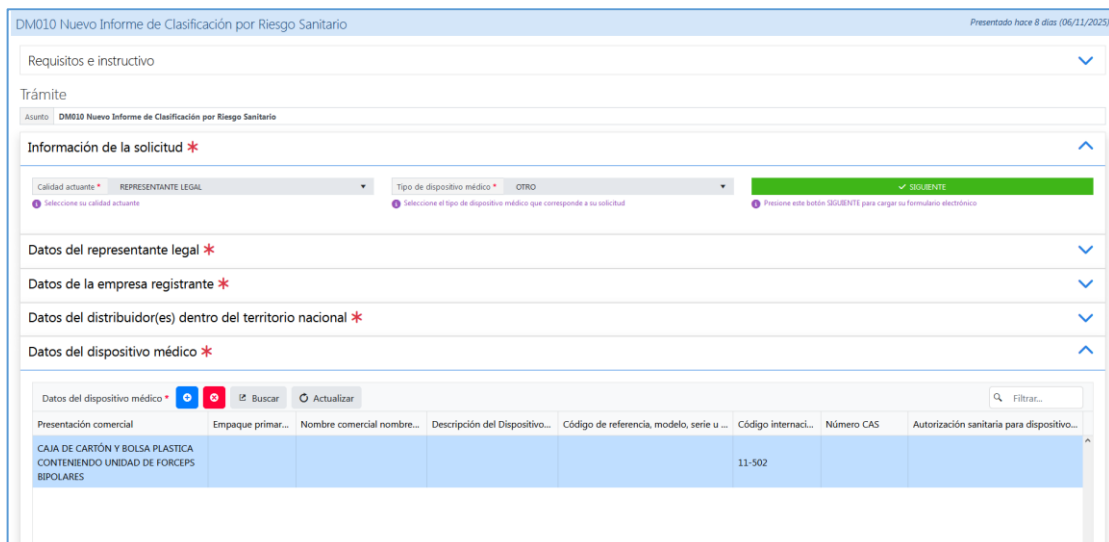 DM010 Nuevo Informe de Clasificación por Riesgo Sanitario
Presentado hace 8 días (06/11/2025)
Requisitos e instructivo
Trámite
Asunto DM010 Nuevo Informe de Clasificación por Riesgo Sanitario
Información de la solicitud *
Calidad actuante * REPRESENTANTE LEGAL
Tipo de dispositivo médico * OTRO
SIGUIENTE
Seleccione su calidad actuante
Seleccione el tipo de dispositivo médico que corresponde a su solicitud
Presione este botón SIGUIENTE para cargar su formulario electrónico
Datos del representante legal *
Datos de la empresa registrante *
Datos del distribuidor(es) dentro del territorio nacional *
Datos del dispositivo médico *
Datos del dispositivo médico * Buscar Actualizar Filtrar...
Presentación comercial Empaque primar... Nombre comercial nombre... Descripción del Dispositivo... Código de referencia, modelo, serie u ... Código internaci... Número CAS Autorización sanitaria para dispositivo...
CAJA DE CARTÓN Y BOLSA PLASTICA
CONTENIENDO UNIDAD DE FORCEPS
BIPOLARES
11-502